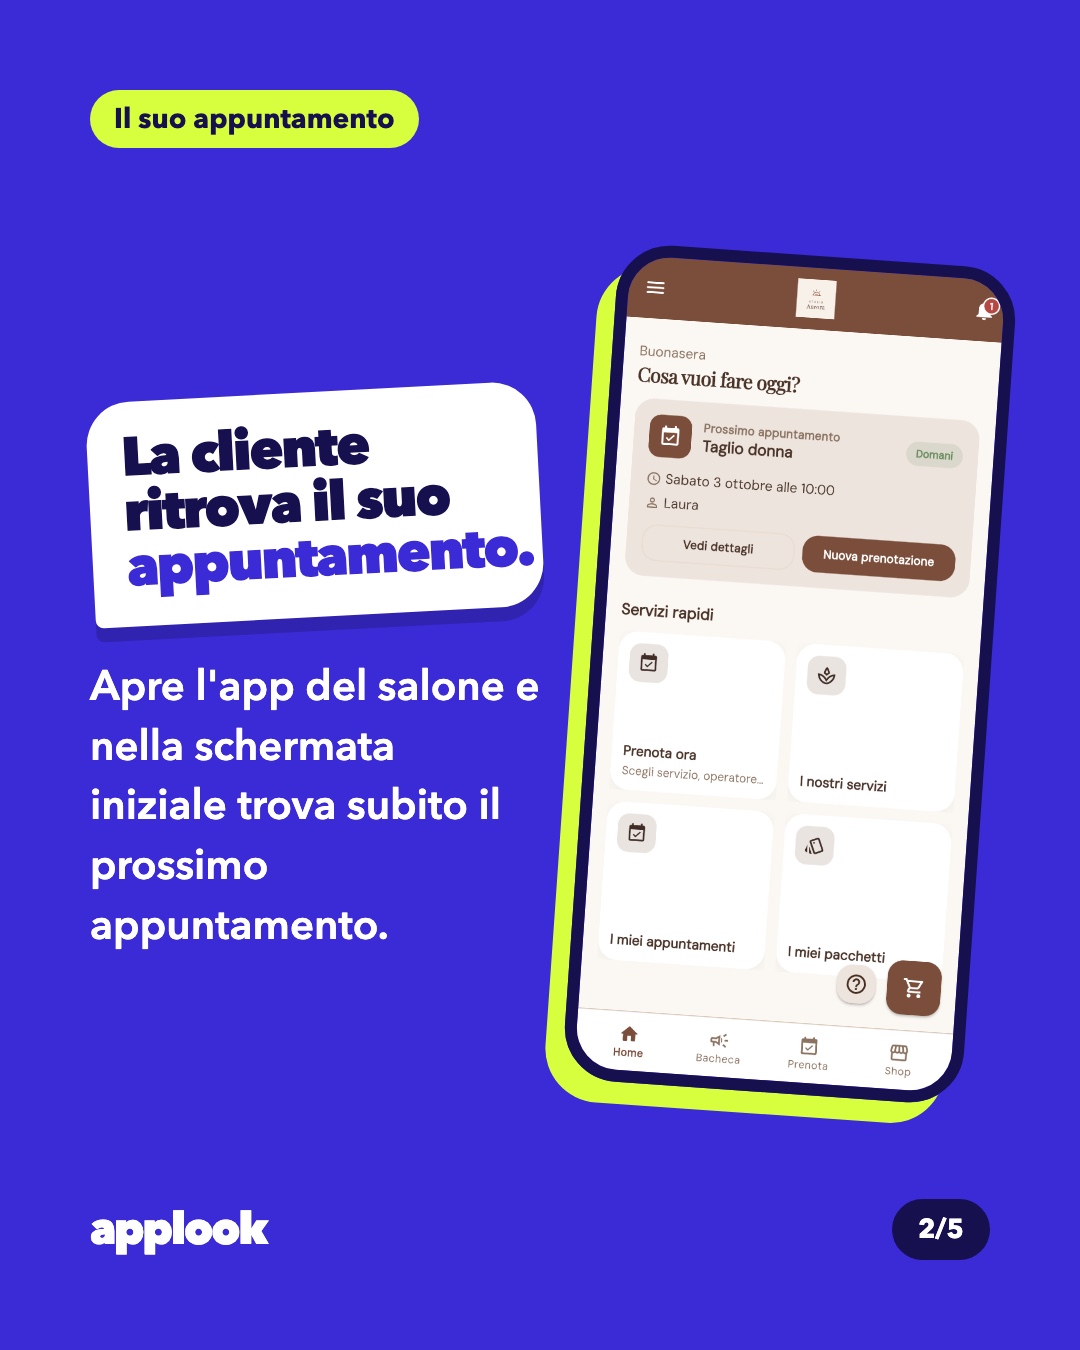 Il suo appuntamento
La cliente
ritrova il suo
appuntamento.
Apre l'app del salone e
nella schermata
iniziale trova subito il
prossimo
appuntamento.
Aurora
1
Buonasera
Cosa vuoi fare oggi?
Prossimo appuntamento
Taglio donna
Domani
Sabato 3 ottobre alle 10:00
Laura
Vedi dettagli
Nuova prenotazione
Servizi rapidi
Prenota ora
Scegli servizio, operatore...
I nostri servizi
I miei appuntamenti
I miei pacchetti
Home
Bacheca
Prenota
Shop
applook
2/5